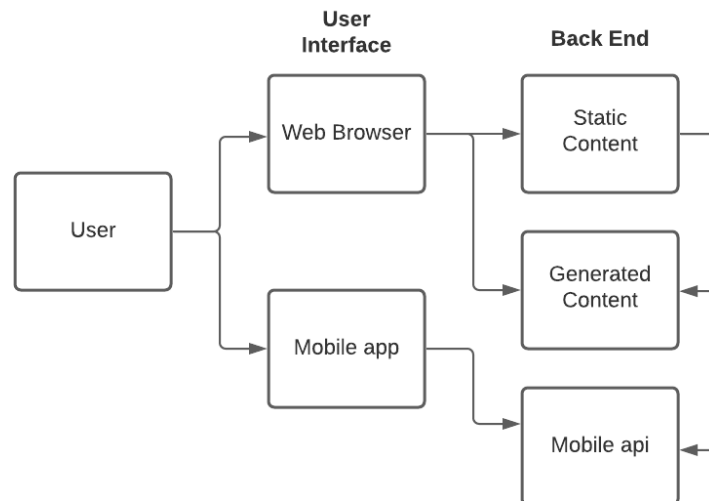 User
Interface
Back End
Web Browser
Static
Content
User
Generated
Content
Mobile app
Mobile api